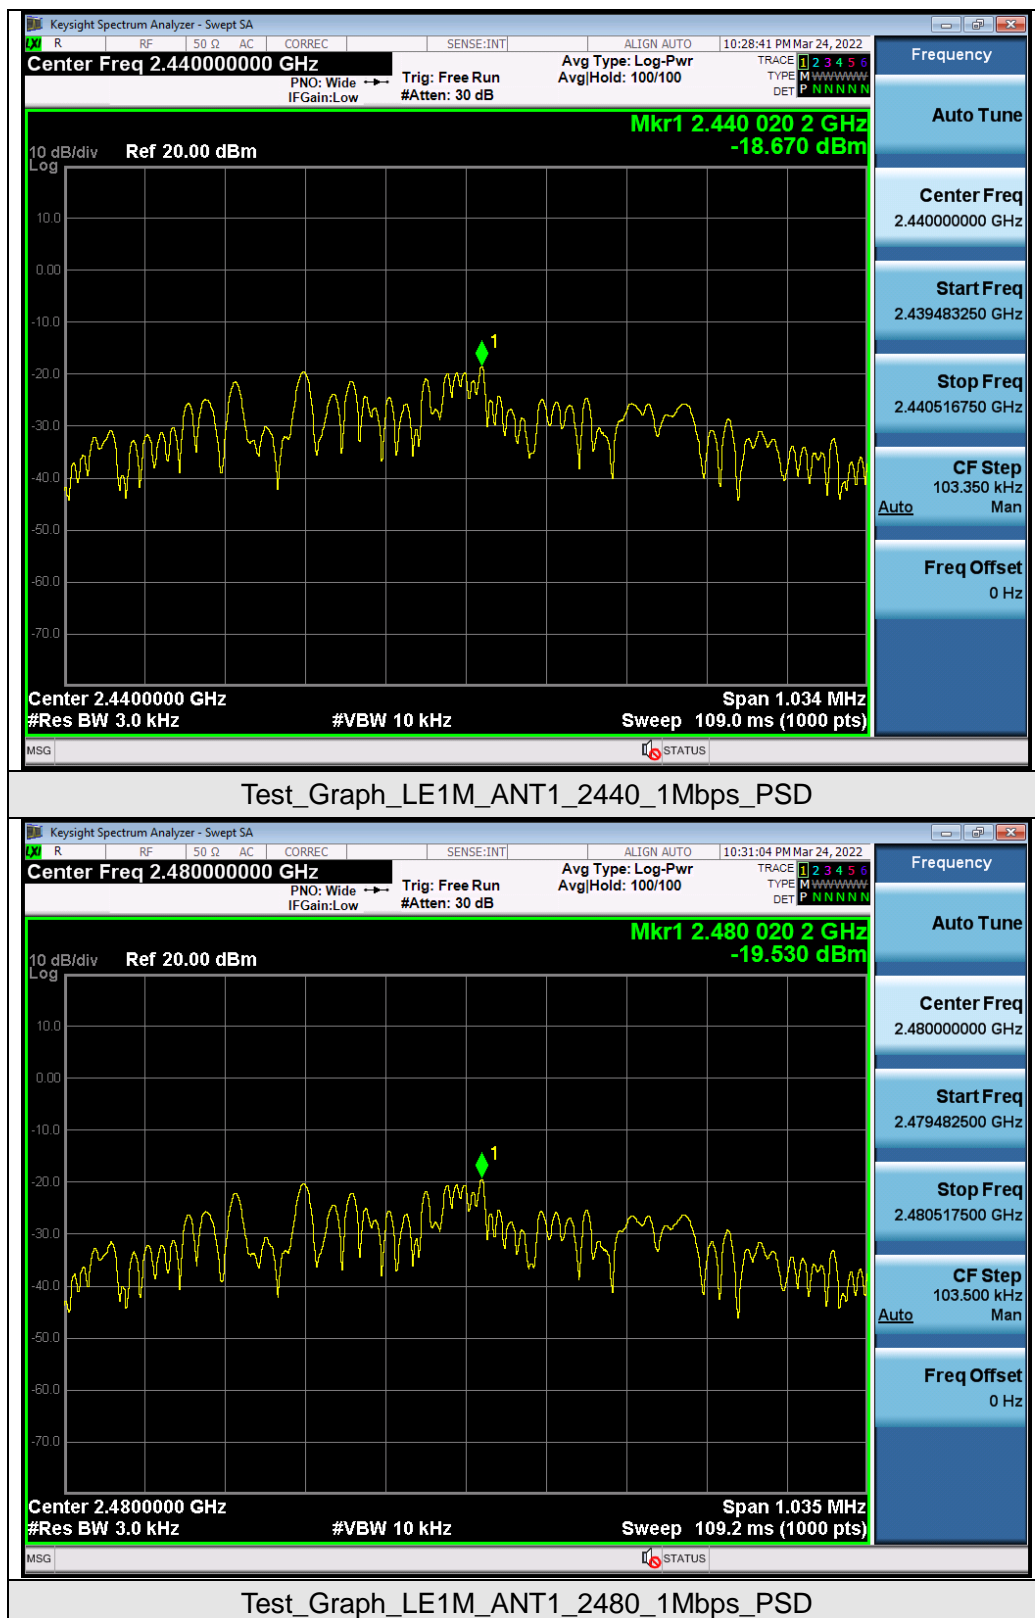 Keysight Spectrum Analyzer - Swept SA
LXI R RF 50 Ω AC CORREC SENSE:INT ALIGN AUTO 10:28:41 PM Mar 24, 2022
Center Freq 2.440000000 GHz
PNO: Wide
IFGain:Low
Trig: Free Run
#Atten: 30 dB
Avg Type: Log-Pwr
Avg|Hold: 100/100
TRACE 1 2 3 4 5 6
TYPE M WWWWW
DET P N N N N N
Mkr1 2.440 020 2 GHz
-18.670 dBm
10 dB/div Ref 20.00 dBm
Log
10.0
0.00
-10.0
-20.0
-30.0
-40.0
-50.0
-60.0
-70.0
1
Center 2.4400000 GHz Span 1.034 MHz
#Res BW 3.0 kHz #VBW 10 kHz Sweep 109.0 ms (1000 pts)
MSG STATUS
Frequency
Auto Tune
Center Freq
2.440000000 GHz
Start Freq
2.439483250 GHz
Stop Freq
2.440516750 GHz
CF Step
103.350 kHz
Auto Man
Freq Offset
0 Hz
Test_Graph_LE1M_ANT1_2440_1Mbps_PSD
Keysight Spectrum Analyzer - Swept SA
LXI R RF 50 Ω AC CORREC SENSE:INT ALIGN AUTO 10:31:04 PM Mar 24, 2022
Center Freq 2.480000000 GHz
PNO: Wide
IFGain:Low
Trig: Free Run
#Atten: 30 dB
Avg Type: Log-Pwr
Avg|Hold: 100/100
TRACE 1 2 3 4 5 6
TYPE M WWWWW
DET P N N N N N
Mkr1 2.480 020 2 GHz
-19.530 dBm
10 dB/div Ref 20.00 dBm
Log
10.0
0.00
-10.0
-20.0
-30.0
-40.0
-50.0
-60.0
-70.0
1
Center 2.4800000 GHz Span 1.035 MHz
#Res BW 3.0 kHz #VBW 10 kHz Sweep 109.2 ms (1000 pts)
MSG STATUS
Frequency
Auto Tune
Center Freq
2.480000000 GHz
Start Freq
2.479482500 GHz
Stop Freq
2.480517500 GHz
CF Step
103.500 kHz
Auto Man
Freq Offset
0 Hz
Test_Graph_LE1M_ANT1_2480_1Mbps_PSD